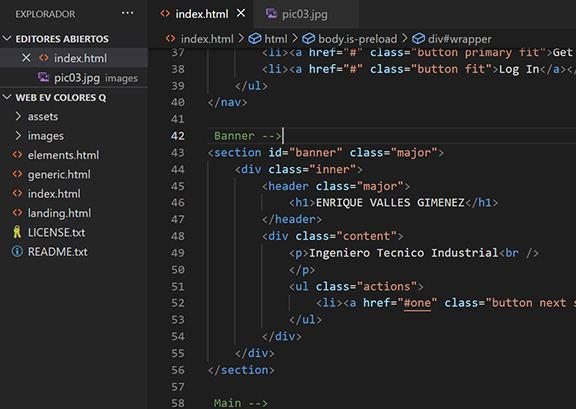 EXPLORADOR ···
EDITORES ABIERTOS
index.html
pic03.jpg images
WEB EV COLORES Q
assets
images
elements.html
generic.html
index.html
landing.html
LICENSE.txt
README.txt
index.html pic03.jpg
index.html > html > body.is-preload > div#wrapper
37 <li><a href="#" class="button primary fit">Get
38 <li><a href="#" class="button fit">Log In</a></
39 </ul>
40 </nav>
41
42 Banner -->
43 <section id="banner" class="major">
44 <div class="inner">
45 <header class="major">
46 <h1>ENRIQUE VALLES GIMENEZ</h1>
47 </header>
48 <div class="content">
49 <p>Ingeniero Tecnico Industrial<br />
50 </p>
51 <ul class="actions">
52 <li><a href="#one" class="button next s
53 </ul>
54 </div>
55 </div>
56 </section>
57
58 Main -->